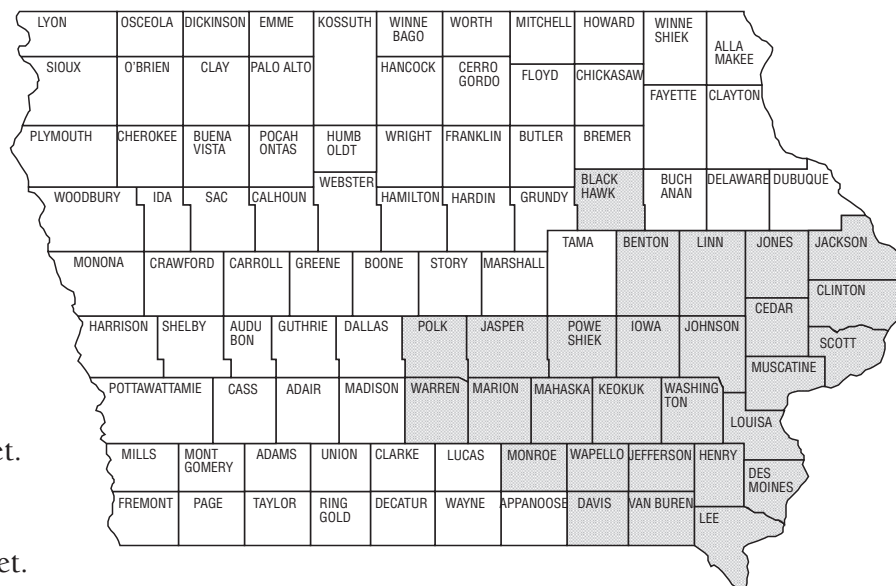 LYON OSCEOLA DICKINSON EMME KOSSUTH WINNE BAGO WORTH MITCHELL HOWARD WINNE SHIEK ALLA MAKEE
SIOUX O'BRIEN CLAY PALO ALTO HANCOCK CERRO GORDO FLOYD CHICKASAW
FAYETTE CLAYTON
PLYMOUTH CHEROKEE BUENA VISTA POCAH ONTAS HUMB OLDT WRIGHT FRANKLIN BUTLER BREMER
WEBSTER BLACK HAWK BUCH ANAN DELAWARE DUBUQUE
WOODBURY IDA SAC CALHOUN HAMILTON HARDIN GRUNDY
TAMA BENTON LINN JONES JACKSON
MONONA CRAWFORD CARROLL GREENE BOONE STORY MARSHALL
CLINTON
CEDAR
HARRISON SHELBY AUDU BON GUTHRIE DALLAS POLK JASPER POWE SHIEK IOWA JOHNSON
SCOTT
MUSCATINE
POTTAWATTAMIE CASS ADAIR MADISON WARREN MARION MAHASKA KEOKUK WASHING TON
LOUISA
et.
MILLS MONT GOMERY ADAMS UNION CLARKE LUCAS MONROE WAPELLO JEFFERSON HENRY
DES MOINES
FREMONT PAGE TAYLOR RING GOLD DECATUR WAYNE APPANOOSE DAVIS VAN BUREN
LEE
et.